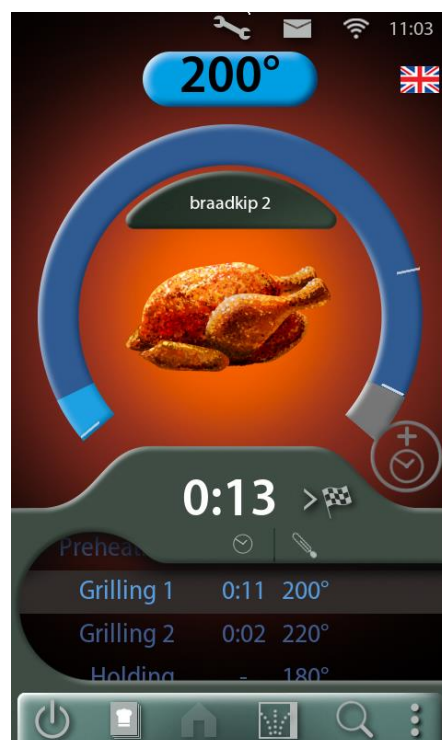 11:03
200°
braadkip 2
0:13 >
Grilling 1 0:11 200°
Grilling 2 0:02 220°
Holding - 180°